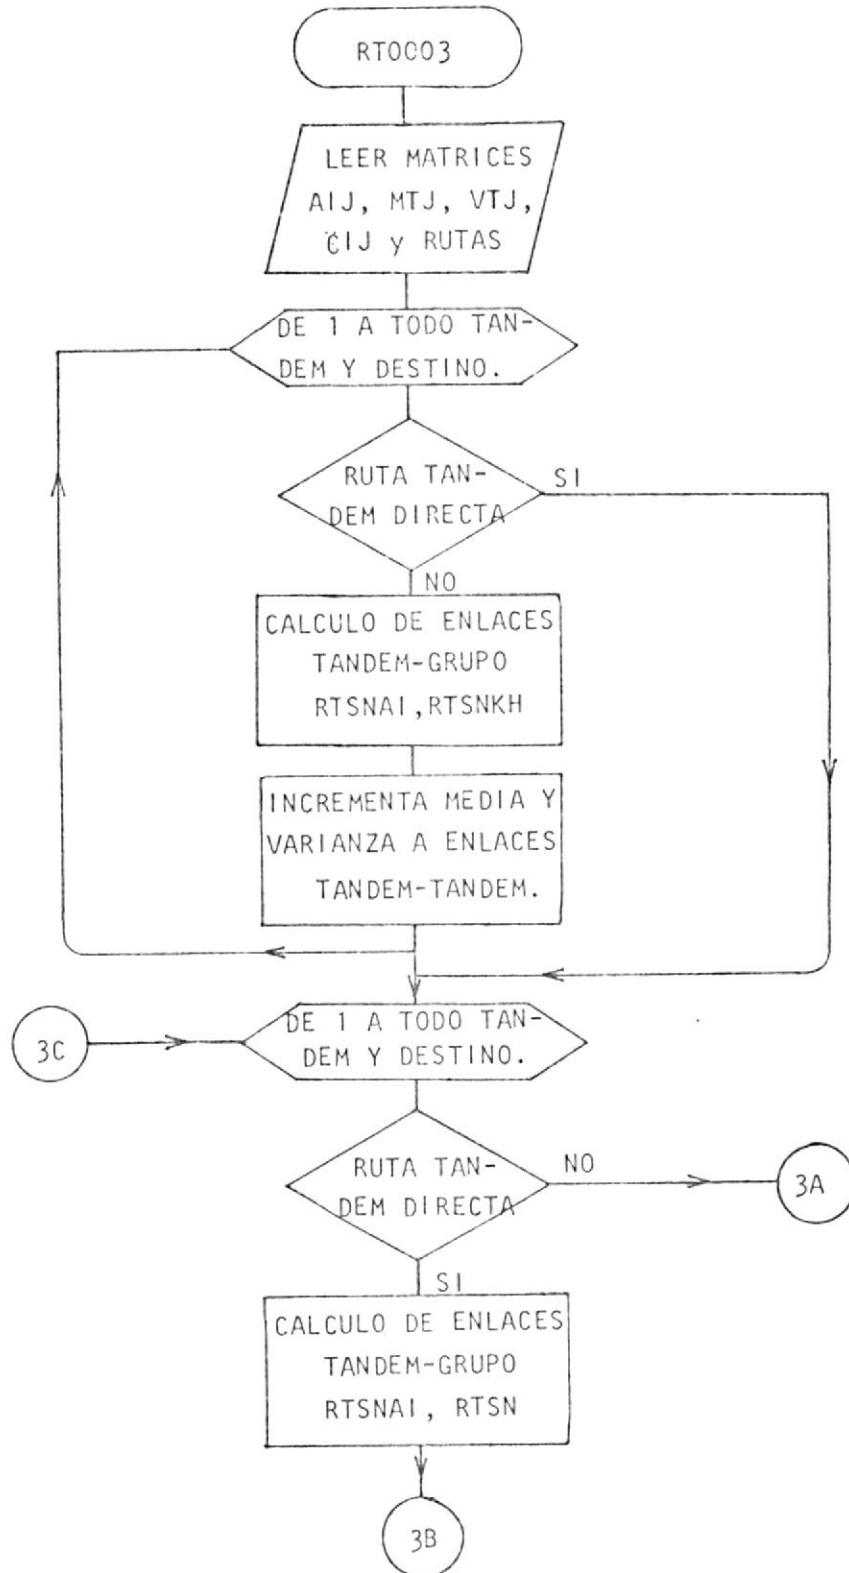 RT0003
LEER MATRICES
AIJ, MTJ, VTJ,
CIJ y RUTAS
DE 1 A TODO TAN-
DEM Y DESTINO.
RUTA TAN-
DEM DIRECTA
SI
NO
CALCULO DE ENLACES
TANDEM-GRUPO
RTSNAI,RTSNKH
INCREMENTA MEDIA Y
VARIANZA A ENLACES
TANDEM-TANDEM.
3C
DE 1 A TODO TAN-
DEM Y DESTINO.
RUTA TAN-
DEM DIRECTA
NO
3A
SI
CALCULO DE ENLACES
TANDEM-GRUPO
RTSNAI, RTSN
3B